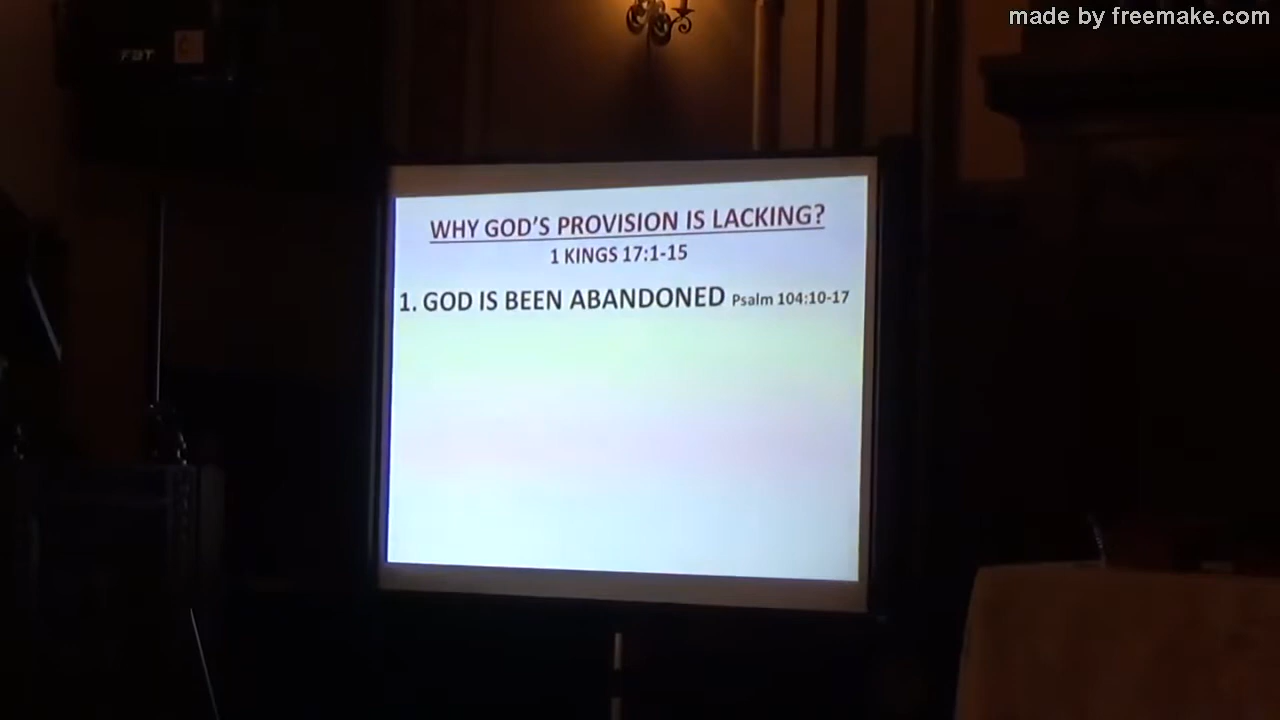 made by freemake.com
FBT
WHY GOD'S PROVISION IS LACKING?
1 KINGS 17:1-15
1. GOD IS BEEN ABANDONED Psalm 104:10-17